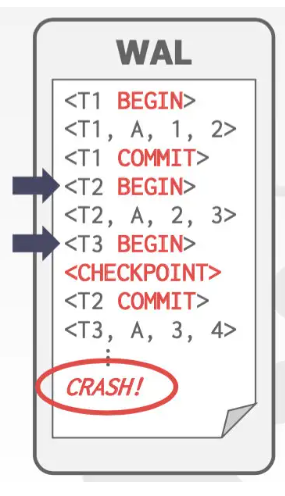 WAL
<T1 BEGIN>
<T1, A, 1, 2>
<T1 COMMIT>
<T2 BEGIN>
<T2, A, 2, 3>
<T3 BEGIN>
<CHECKPOINT>
<T2 COMMIT>
<T3, A, 3, 4>
⋮
CRASH!